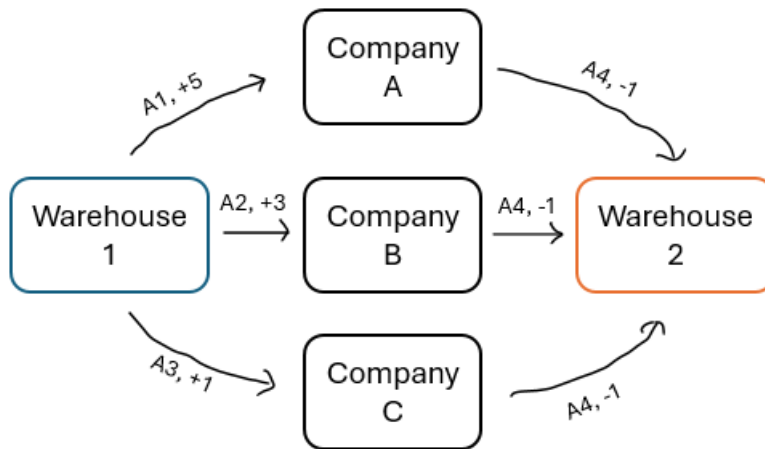 Company
A
A1, +5
A4, -1
Warehouse
1
A2, +3
Company
B
A4, -1
Warehouse
2
A3, +1
Company
C
A4, -1